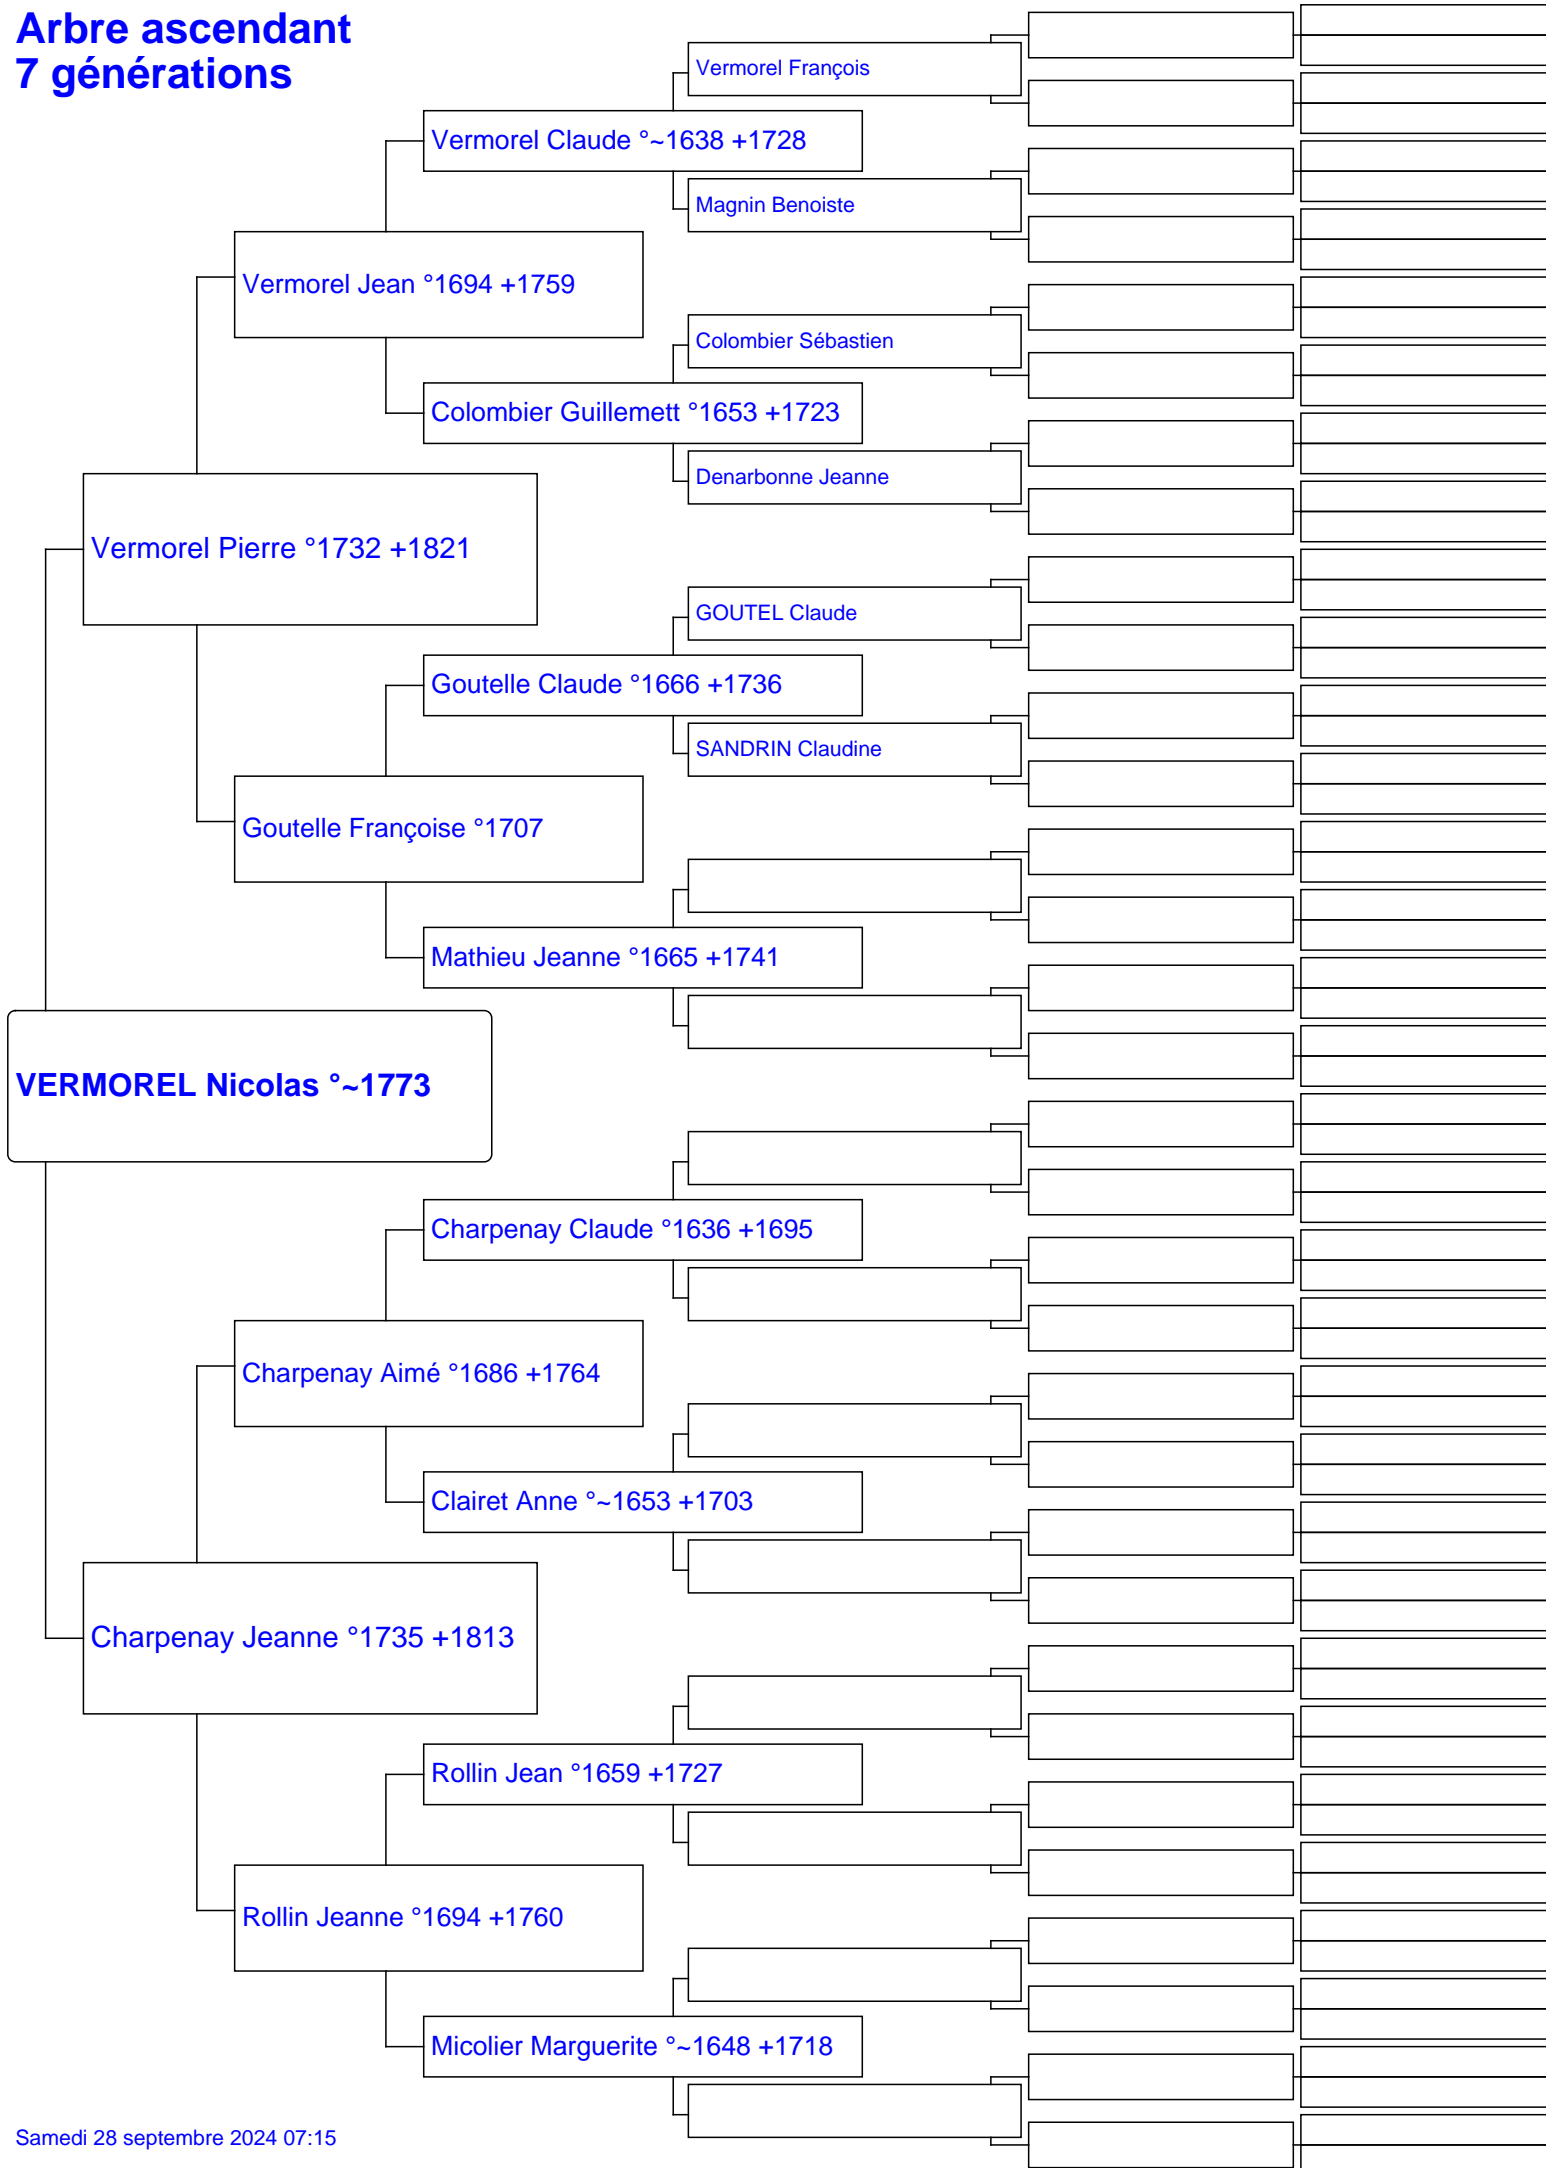 Arbre ascendant
7 générations
Vermorel François
Vermorel Claude °~1638 +1728
Magnin Benoiste
Vermorel Jean °1694 +1759
Colombier Sébastien
Colombier Guillemett °1653 +1723
Denarbonne Jeanne
Vermorel Pierre °1732 +1821
GOUTEL Claude
Goutelle Claude °1666 +1736
SANDRIN Claudine
Goutelle Françoise °1707
Mathieu Jeanne °1665 +1741
VERMOREL Nicolas °~1773
Charpenay Claude °1636 +1695
Charpenay Aimé °1686 +1764
Clairet Anne °~1653 +1703
Charpenay Jeanne °1735 +1813
Rollin Jean °1659 +1727
Rollin Jeanne °1694 +1760
Micolier Marguerite °~1648 +1718
Samedi 28 septembre 2024 07:15